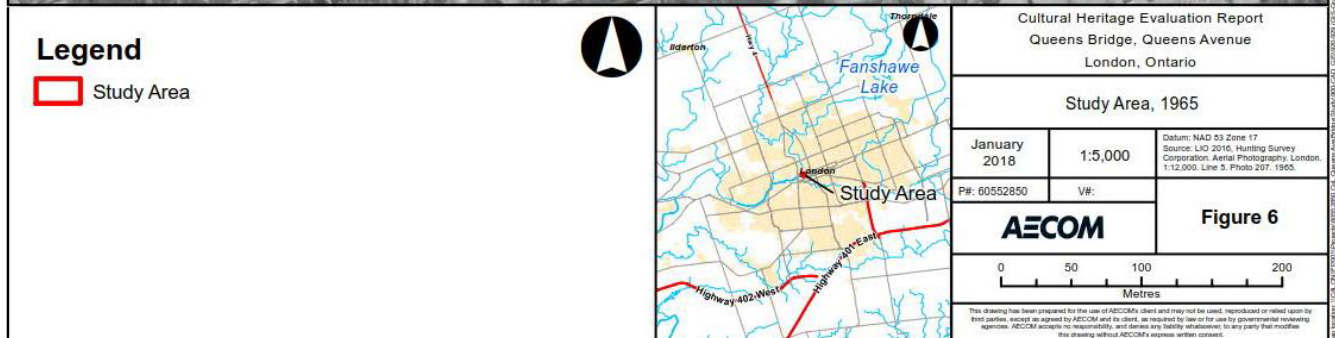 Legend
Study Area
Thorndale
Ilderton
Hwy 4
Fanshawe
Lake
London
Study Area
Highway 401 East
Highway 402 West
Cultural Heritage Evaluation Report
Queens Bridge, Queens Avenue
London, Ontario
Study Area, 1965
January
2018
1:5,000
Datum: NAD 53 Zone 17
Source: LIO 2016, Hunting Survey
Corporation. Aerial Photography. London.
1:12,000. Line 5. Photo 207. 1965.
P#: 60552850
V#:
AECOM
Figure 6
0 50 100 200
Metres
This drawing has been prepared for the use of AECOM's client and may not be used, reproduced or relied upon by
third parties, except as agreed by AECOM and its client, as required by law or for use by governmental reviewing
agencies. AECOM accepts no responsibility, and denies any liability whatsoever, to any party that modifies
this drawing without AECOM's express written consent.